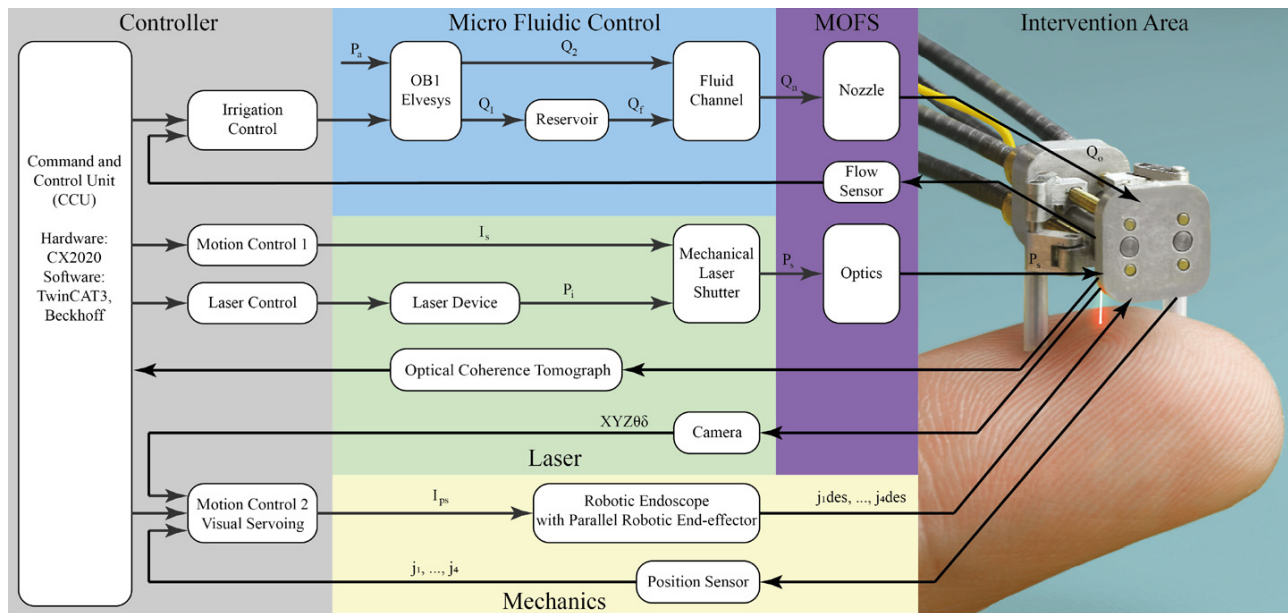 Controller
Micro Fluidic Control
MOFS
Intervention Area
Command and
Control Unit
(CCU)
Hardware:
CX2020
Software:
TwinCAT3,
Beckhoff
Irrigation
Control
Pₐ
OB1
Elvesys
Q₂
Q₁
Reservoir
Q_f
Fluid
Channel
Qₙ
Nozzle
Qₒ
Flow
Sensor
Motion Control 1
Iₛ
Mechanical
Laser
Shutter
Pₛ
Optics
Pₛ
Laser Control
Laser Device
Pᵢ
Optical Coherence Tomograph
XYZθδ
Camera
Laser
Motion Control 2
Visual Servoing
Iₚₛ
Robotic Endoscope
with Parallel Robotic End-effector
j₁des, ..., j₄des
j₁, ..., j₄
Position Sensor
Mechanics